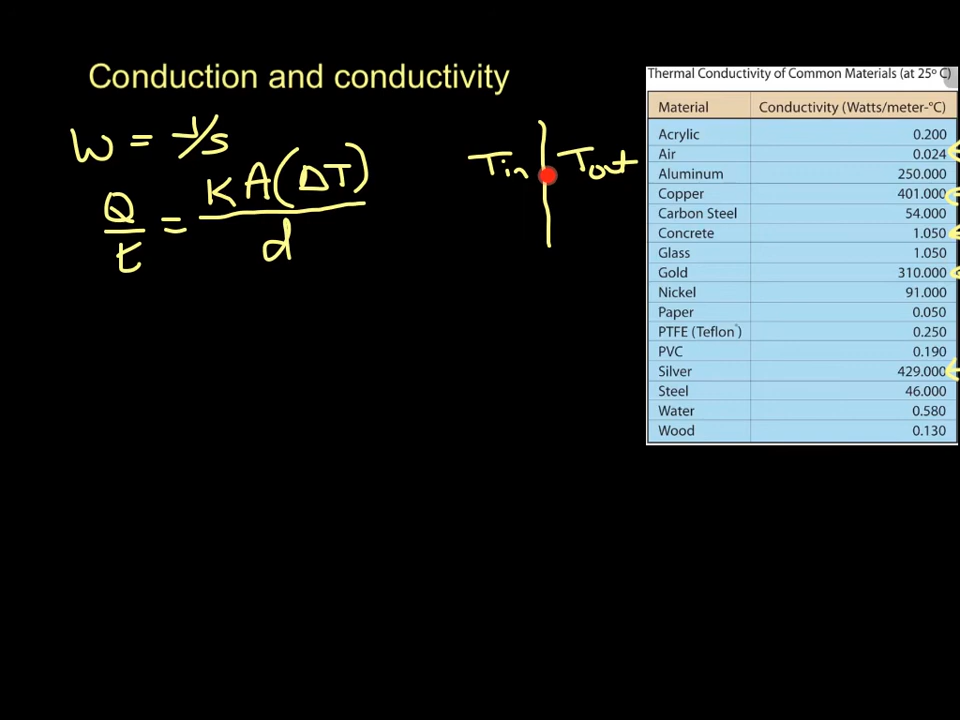 Conduction and conductivity
W = J/s
Q/t = KA(ΔT)/d
Tin Tout
Thermal Conductivity of Common Materials (at 25º C)
Material Conductivity (Watts/meter-°C)
Acrylic 0.200
Air 0.024
Aluminum 250.000
Copper 401.000
Carbon Steel 54.000
Concrete 1.050
Glass 1.050
Gold 310.000
Nickel 91.000
Paper 0.050
PTFE (Teflon°) 0.250
PVC 0.190
Silver 429.000
Steel 46.000
Water 0.580
Wood 0.130